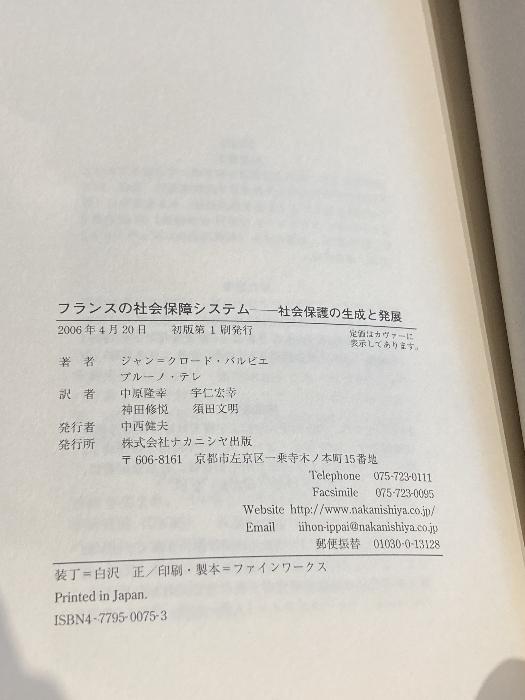 フランスの社会保障システム――社会保護の生成と発展
2006年4月20日　初版第1刷発行
定価はカヴァーに
表示してあります。
著　者　ジャン＝クロード・バルビエ
ブルーノ・テレ
訳　者　中原隆幸　宇仁宏幸
神田修悦　須田文明
発行者　中西健夫
発行所　株式会社ナカニシヤ出版
〒606-8161　京都市左京区一乗寺木ノ本町15番地
Telephone　075-723-0111
Facsimile　075-723-0095
Website http://www.nakanishiya.co.jp/
Email　iihon-ippai@nakanishiya.co.jp
郵便振替　01030-0-13128
装丁＝白沢　正／印刷・製本＝ファインワークス
Printed in Japan.
ISBN4-7795-0075-3